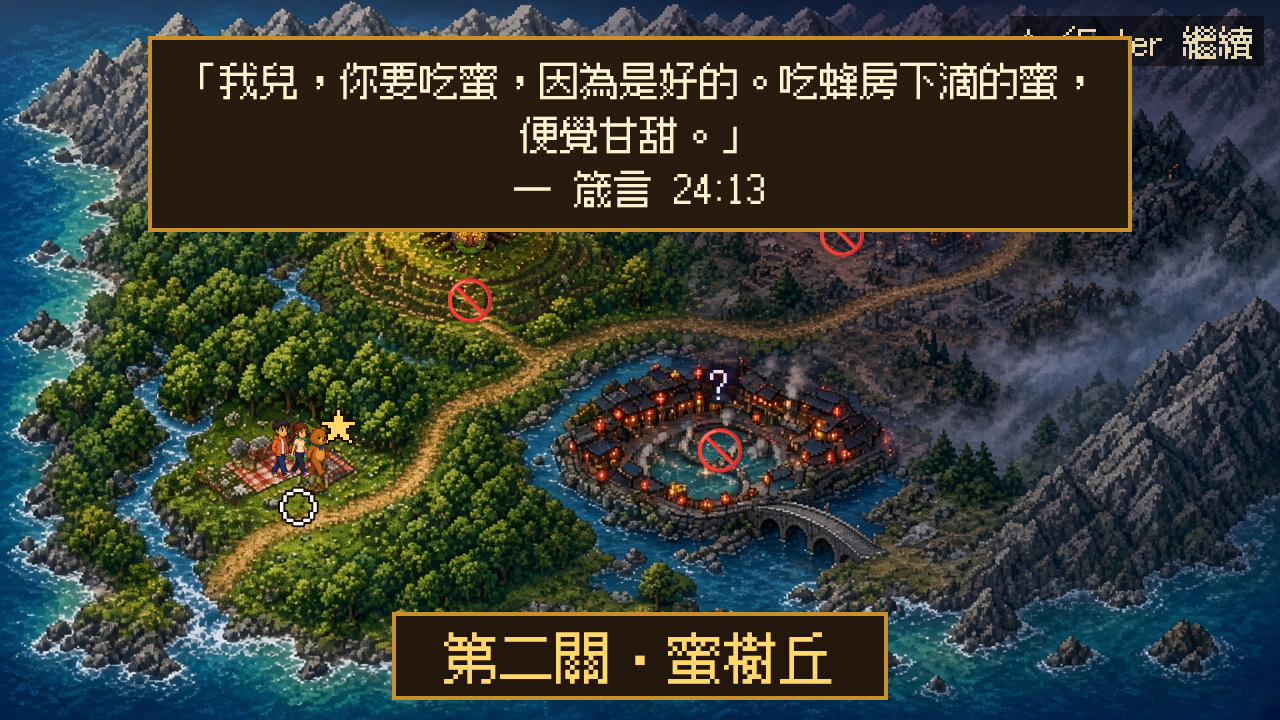 「我兒，你要吃蜜，因為是好的。吃蜂房下滴的蜜，
便覺甘甜。」
— 箴言 24:13
繼續
?
第二關・蜜樹丘